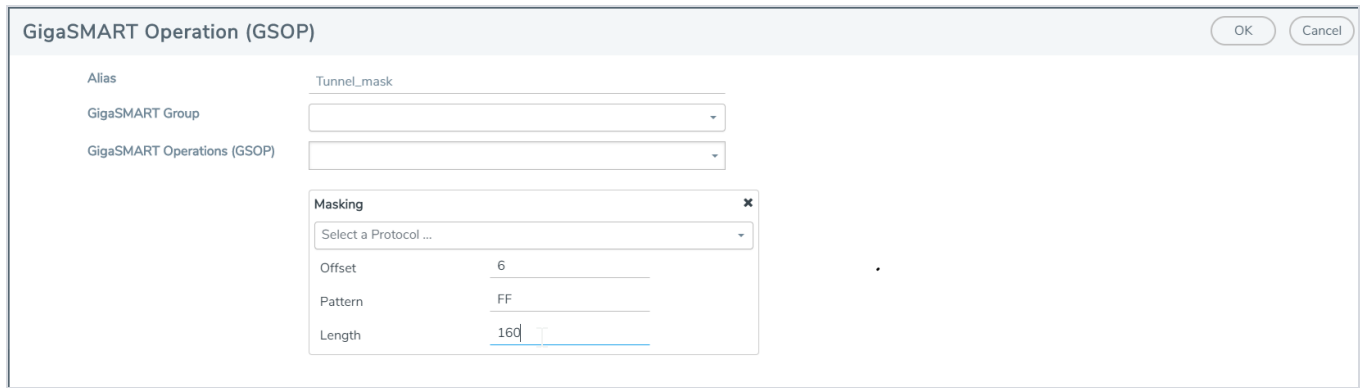 GigaSMART Operation (GSOP)
OK
Cancel
Alias
Tunnel_mask
GigaSMART Group
GigaSMART Operations (GSOP)
Masking
Select a Protocol ...
Offset
6
Pattern
FF
Length
160